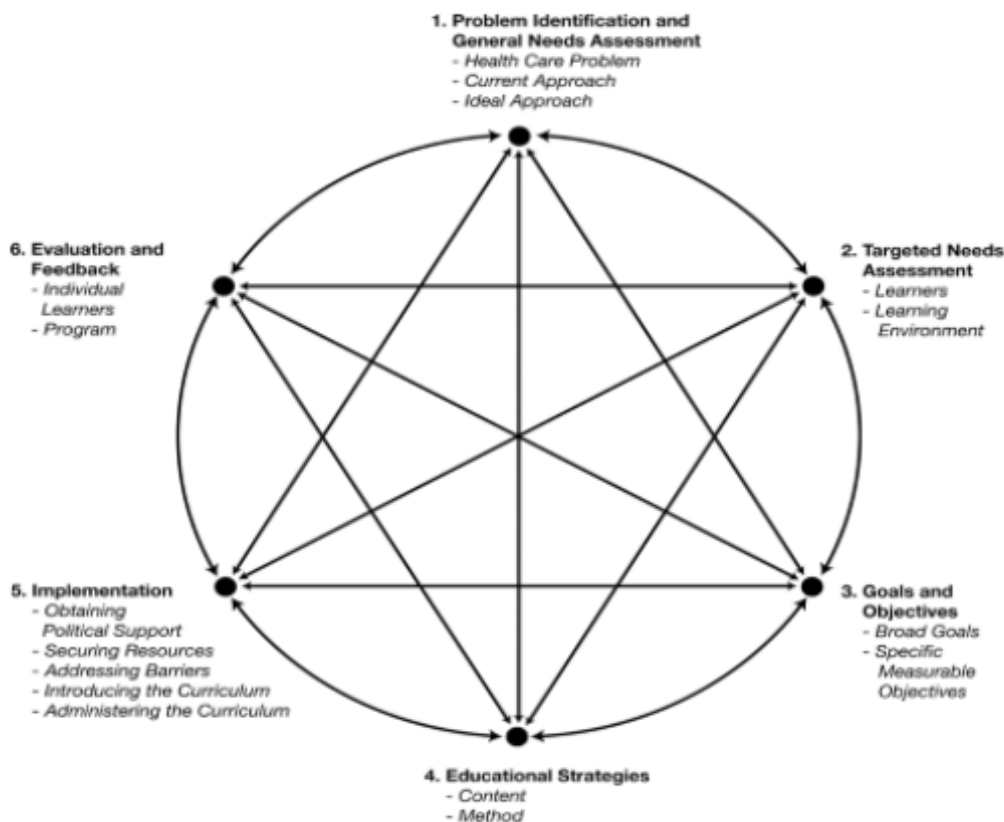 1. Problem Identification and
General Needs Assessment
- Health Care Problem
- Current Approach
- Ideal Approach
2. Targeted Needs
Assessment
- Learners
- Learning
Environment
3. Goals and
Objectives
- Broad Goals
- Specific
Measurable
Objectives
4. Educational Strategies
- Content
- Method
5. Implementation
- Obtaining
Political Support
- Securing Resources
- Addressing Barriers
- Introducing the Curriculum
- Administering the Curriculum
6. Evaluation and
Feedback
- Individual
Learners
- Program